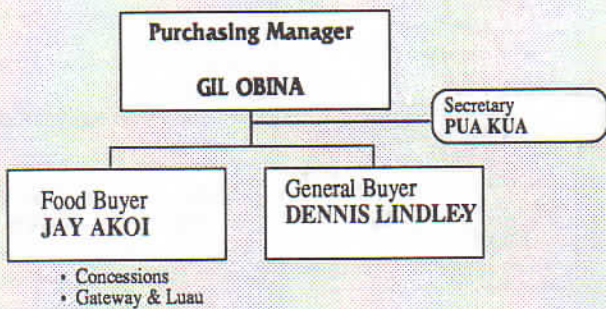 Purchasing Manager
GIL OBINA
Secretary
PUA KUA
Food Buyer
JAY AKOI
General Buyer
DENNIS LINDLEY
• Concessions
• Gateway & Luau